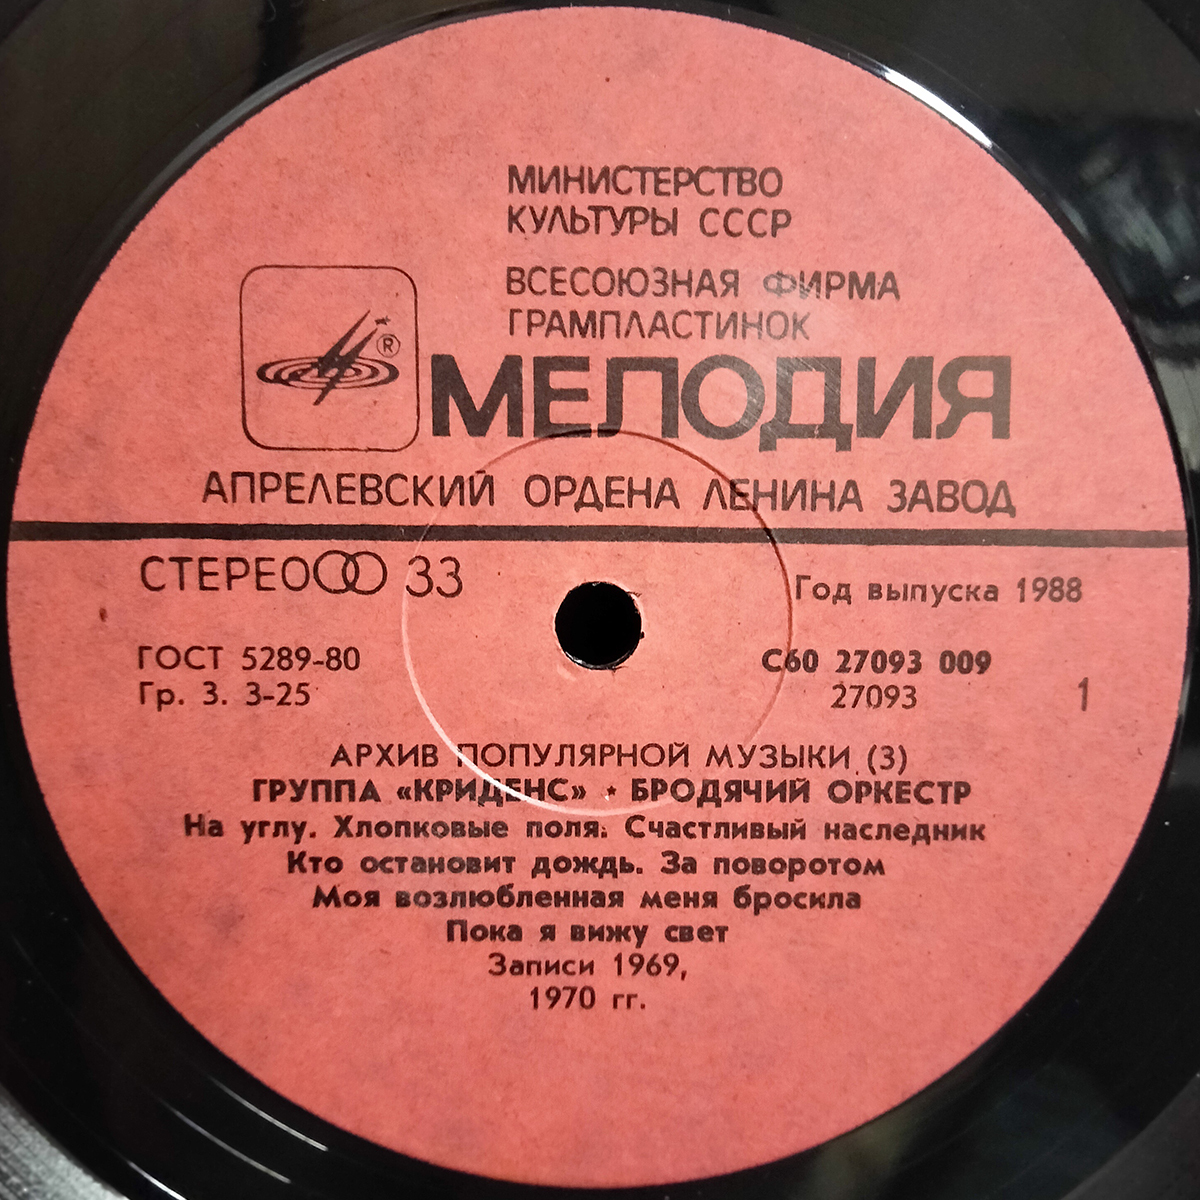 МИНИСТЕРСТВО
КУЛЬТУРЫ СССР
ВСЕСОЮЗНАЯ ФИРМА
ГРАМПЛАСТИНОК
®
МЕЛОДИЯ
АПРЕЛЕВСКИЙ ОРДЕНА ЛЕНИНА ЗАВОД
СТЕРЕО 33
Год выпуска 1988
ГОСТ 5289-80
Гр. 3. 3-25
С60 27093 009
27093
1
АРХИВ ПОПУЛЯРНОЙ МУЗЫКИ (3)
ГРУППА «КРИДЕНС» ⋆ БРОДЯЧИЙ ОРКЕСТР
На углу. Хлопковые поля. Счастливый наследник
Кто остановит дождь. За поворотом
Моя возлюбленная меня бросила
Пока я вижу свет
Записи 1969,
1970 гг.